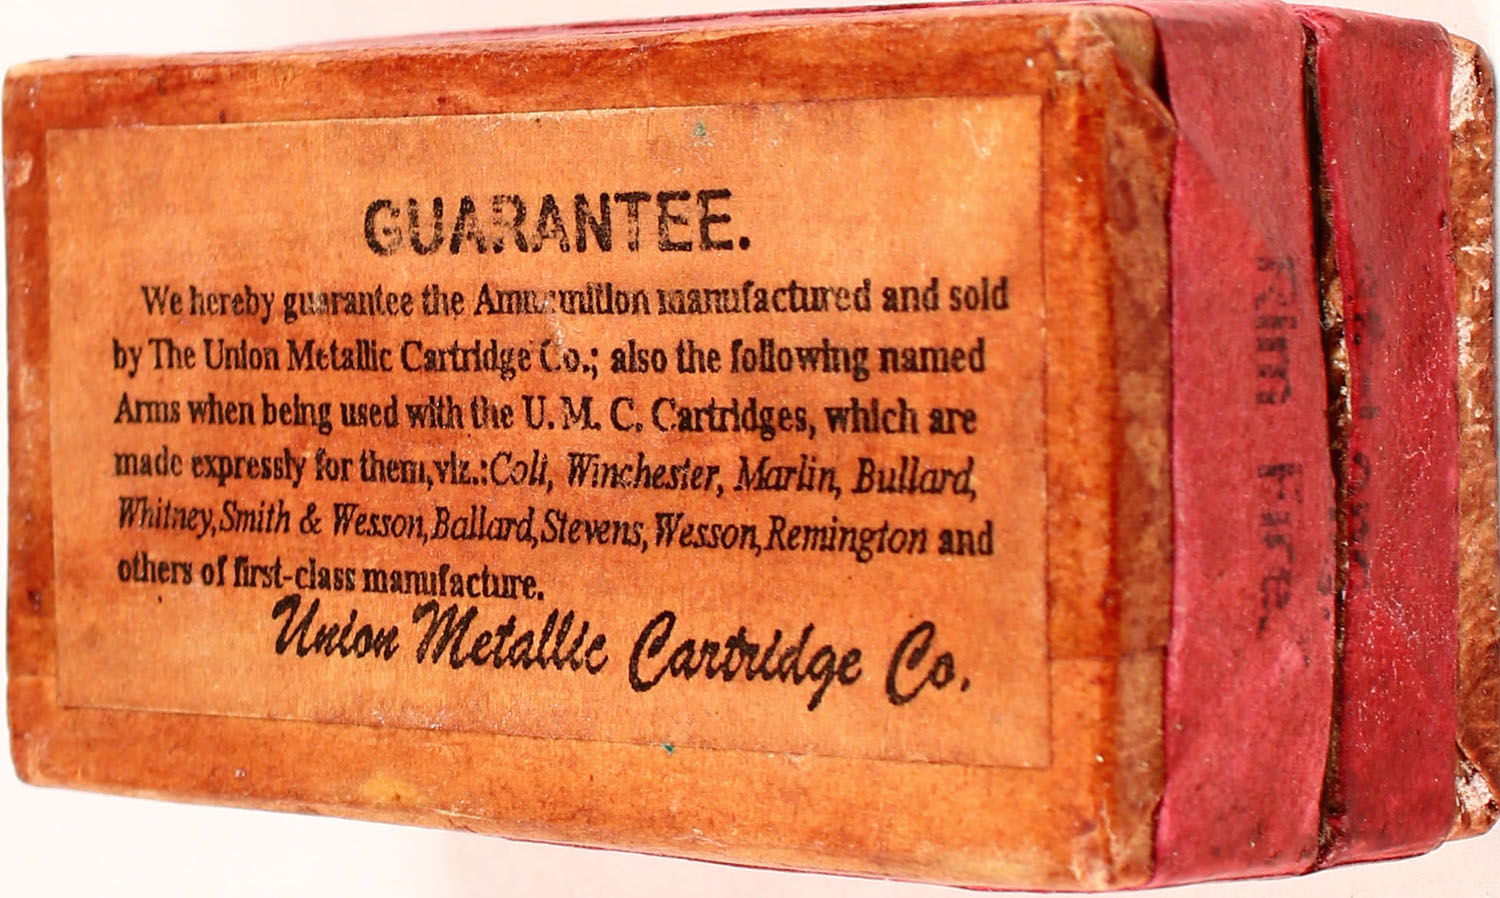 GUARANTEE.
We hereby guarantee the Ammunition manufactured and sold
by The Union Metallic Cartridge Co.; also the following named
Arms when being used with the U. M. C. Cartridges, which are
made expressly for them, viz.: Colt, Winchester, Marlin, Bullard,
Whitney, Smith & Wesson, Ballard, Stevens, Wesson, Remington and
others of first-class manufacture.
Union Metallic Cartridge Co.
Rim Fire